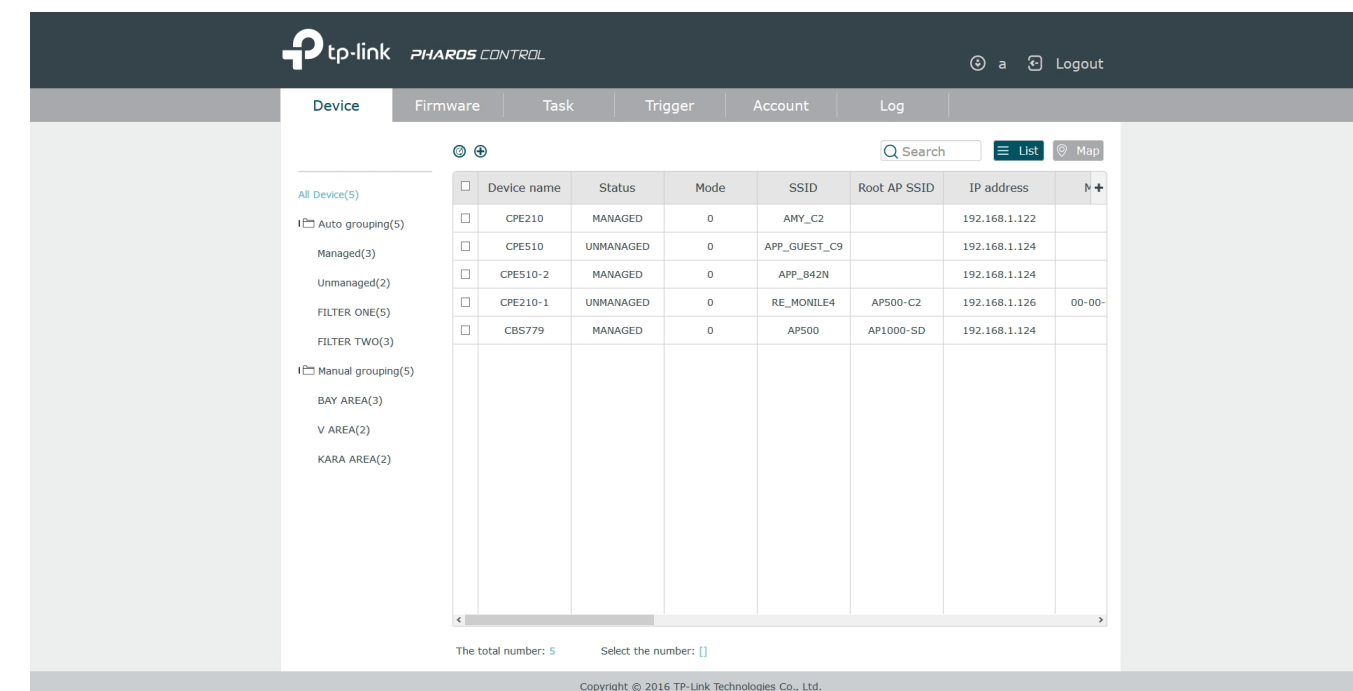 tp-link PHAROS CONTROL
a Logout
Device Firmware Task Trigger Account Log
Search List Map
All Device(5)
Auto grouping(5)
Managed(3)
Unmanaged(2)
FILTER ONE(5)
FILTER TWO(3)
Manual grouping(5)
BAY AREA(3)
V AREA(2)
KARA AREA(2)
Device name Status Mode SSID Root AP SSID IP address
CPE210 MANAGED 0 AMY_C2 192.168.1.122
CPE510 UNMANAGED 0 APP_GUEST_C9 192.168.1.124
CPE510-2 MANAGED 0 APP_842N 192.168.1.124
CPE210-1 UNMANAGED 0 RE_MONILE4 AP500-C2 192.168.1.126 00-00-
CBS779 MANAGED 0 AP500 AP1000-SD 192.168.1.124
The total number: 5 Select the number: []
Copyright © 2016 TP-Link Technologies Co., Ltd.